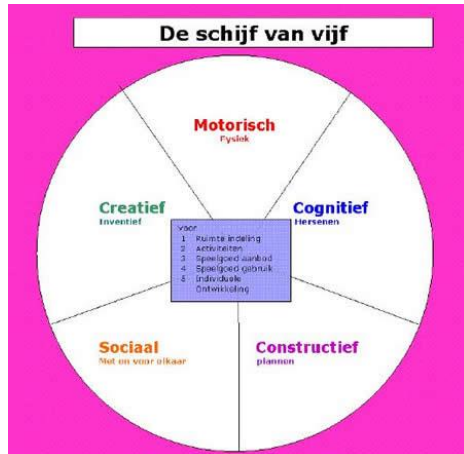 De schijf van vijf
Motorisch
Fysiek
Creatief
Inventief
Cognitief
Hersenen
voor
1 Ruimte indeling
2 Activiteiten
3 Speelgoed aanbod
4 Speelgoed gebruik
5 Individuele
Ontwikkeling
Sociaal
Met en voor elkaar
Constructief
plannen